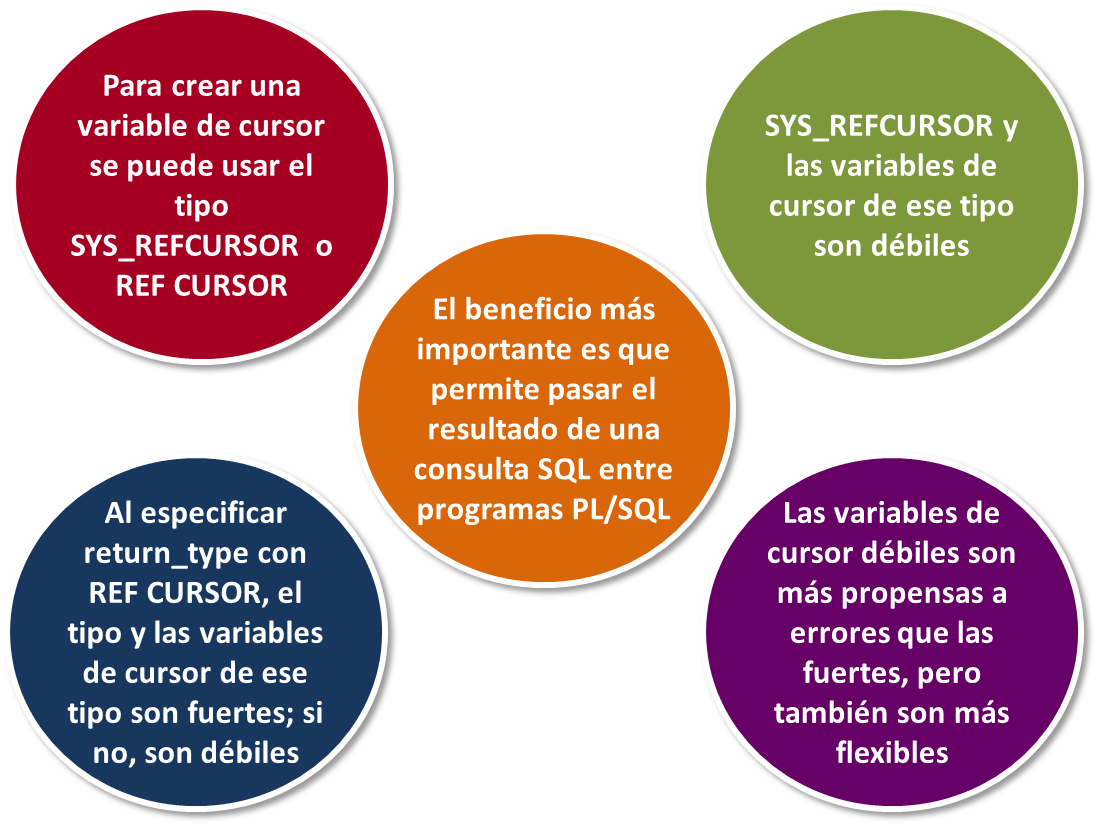 Para crear una
variable de cursor
se puede usar el
tipo
SYS_REFCURSOR o
REF CURSOR
SYS_REFCURSOR y
las variables de
cursor de ese tipo
son débiles
El beneficio más
importante es que
permite pasar el
resultado de una
consulta SQL entre
programas PL/SQL
Al especificar
return_type con
REF CURSOR, el
tipo y las variables
de cursor de ese
tipo son fuertes; si
no, son débiles
Las variables de
cursor débiles son
más propensas a
errores que las
fuertes, pero
también son más
flexibles